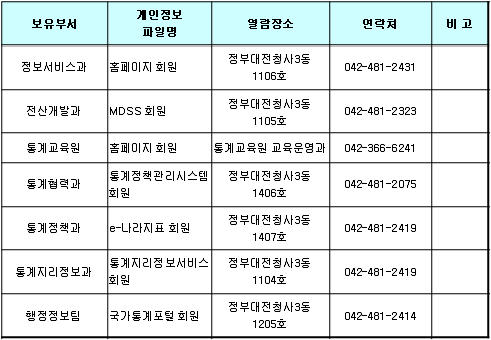 보유부서 개인정보 파일명 열람장소 연락처 비 고
정보서비스과 홈페이지 회원 정부대전청사3동 1106호 042-481-2431
전산개발과 MDSS 회원 정부대전청사3동 1105호 042-481-2323
통계교육원 홈페이지 회원 통계교육원 교육운영과 042-366-6241
통계협력과 통계정책관리시스템 회원 정부대전청사3동 1406호 042-481-2075
통계정책과 e-나라지표 회원 정부대전청사3동 1407호 042-481-2419
통계지리정보과 통계지리정보서비스 회원 정부대전청사3동 1104호 042-481-2419
행정정보팀 국가통계포털 회원 정부대전청사3동 1205호 042-481-2414